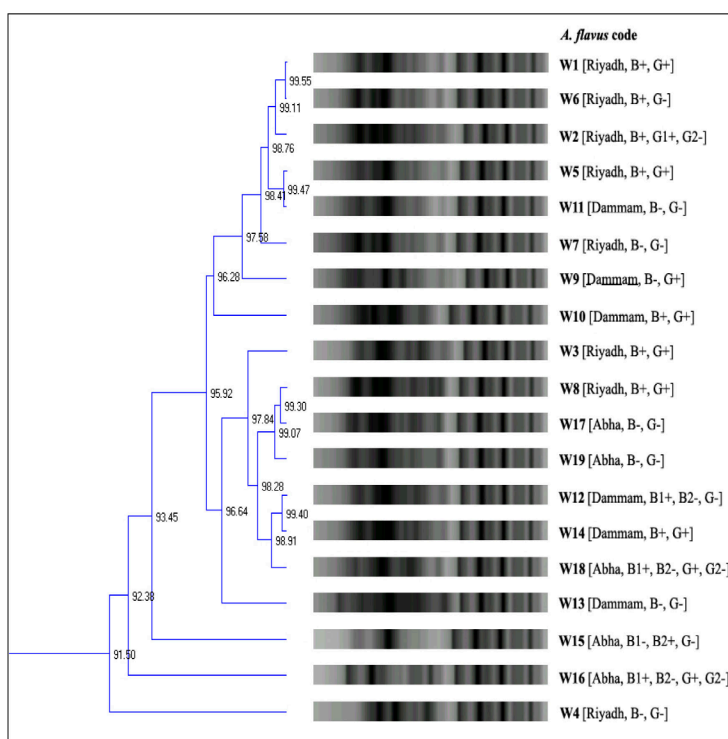 A. flavus code
W1 [Riyadh, B+, G+]
W6 [Riyadh, B+, G-]
W2 [Riyadh, B+, G1+, G2-]
W5 [Riyadh, B+, G+]
W11 [Dammam, B-, G-]
W7 [Riyadh, B-, G-]
W9 [Dammam, B-, G+]
W10 [Dammam, B+, G+]
W3 [Riyadh, B+, G+]
W8 [Riyadh, B+, G+]
W17 [Abha, B-, G-]
W19 [Abha, B-, G-]
W12 [Dammam, B1+, B2-, G-]
W14 [Dammam, B+, G+]
W18 [Abha, B1+, B2-, G+, G2-]
W13 [Dammam, B-, G-]
W15 [Abha, B1-, B2+, G-]
W16 [Abha, B1+, B2-, G+, G2-]
W4 [Riyadh, B-, G-]
99.55
99.11
98.76
99.47
98.41
97.58
96.28
95.92
99.30
97.84
99.07
98.28
99.40
96.64
93.45
98.91
92.38
91.50